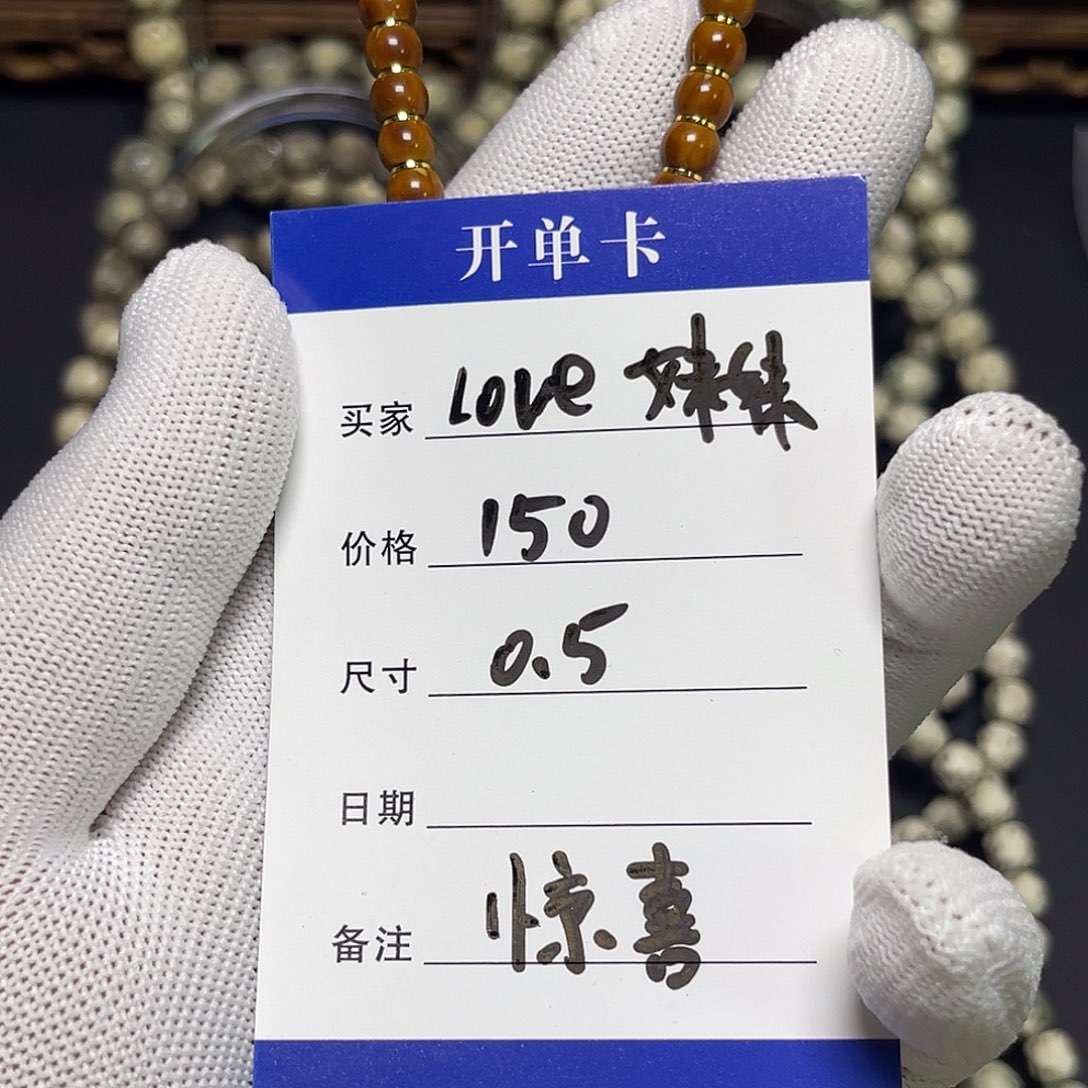 开单卡
买家 Love 妹妹
价格 150
尺寸 0.5
日期
备注 惊喜